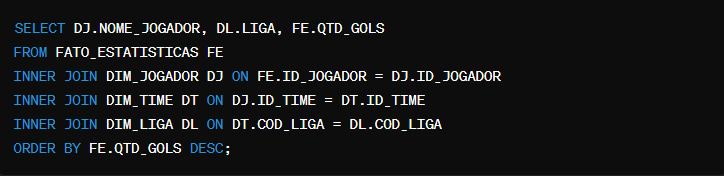 SELECT DJ.NOME_JOGADOR, DL.LIGA, FE.QTD_GOLS
FROM FATO_ESTATISTICAS FE
INNER JOIN DIM_JOGADOR DJ ON FE.ID_JOGADOR = DJ.ID_JOGADOR
INNER JOIN DIM_TIME DT ON DJ.ID_TIME = DT.ID_TIME
INNER JOIN DIM_LIGA DL ON DT.COD_LIGA = DL.COD_LIGA
ORDER BY FE.QTD_GOLS DESC;